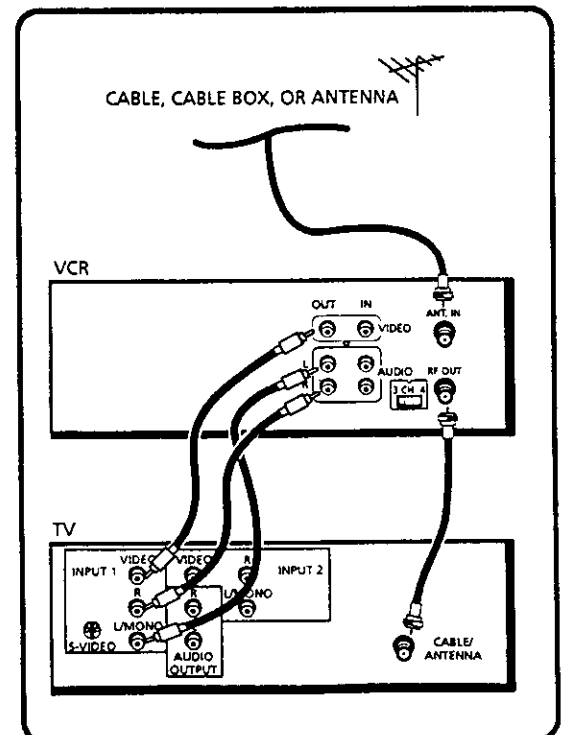 CABLE, CABLE BOX, OR ANTENNA
VCR
OUT IN
ANT. IN
VIDEO
L
AUDIO
RF OUT
R
3 CH 4
TV
INPUT 1
VIDEO
VIDEO
R
INPUT 2
R
R
L/MONO
L/MONO
S-VIDEO
AUDIO
OUTPUT
CABLE/
ANTENNA